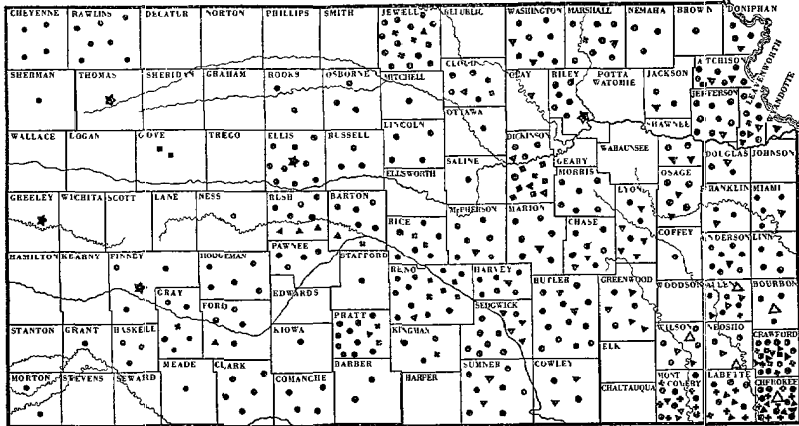 CHEYENNE RAWLINS DECATUR NORTON PHILLIPS SMITH JEWELL WASHINGTON MARSHALL NEMAHA BROWN DONIPHAN
SHERMAN THOMAS SHERIDAN GRAHAM ROOKS OSBORNE MITCHELL CLOUD CLAY RILEY POTTA
WATOMIE JACKSON ATCHISON
JEFFERSON LEAVENWORTH
OTTAWA SHAWNEE
WALLACE LOGAN GOVE TREGO ELLIS RUSSELL LINCOLN DICKINSON
SALINE GEARY WABAUNSEE DOUGLAS JOHNSON
ELLSWORTH MORRIS LYON OSAGE
GREELEY WICHITA SCOTT LANE NESS RUSH BARTON RICE McPHERSON MARION CHASE FRANKLIN MIAMI
PAWNEE COFFEY ANDERSON LINN
HAMILTON KEARNY FINNEY HODGEMAN STAFFORD RENO HARVEY BUTLER GREENWOOD WOODSON ALLEN BOURBON
GRAY FORD EDWARDS SEDGWICK
STANTON GRANT HASKELL KIOWA PRATT KINGMAN WILSON NEOSHO CRAWFORD
ELK
MORTON STEVENS SEWARD MEADE CLARK COMANCHE BARBER HARPER SUMNER COWLEY CHAUTAUQUA MONT
GOMERY LABETTE CHEROKEE